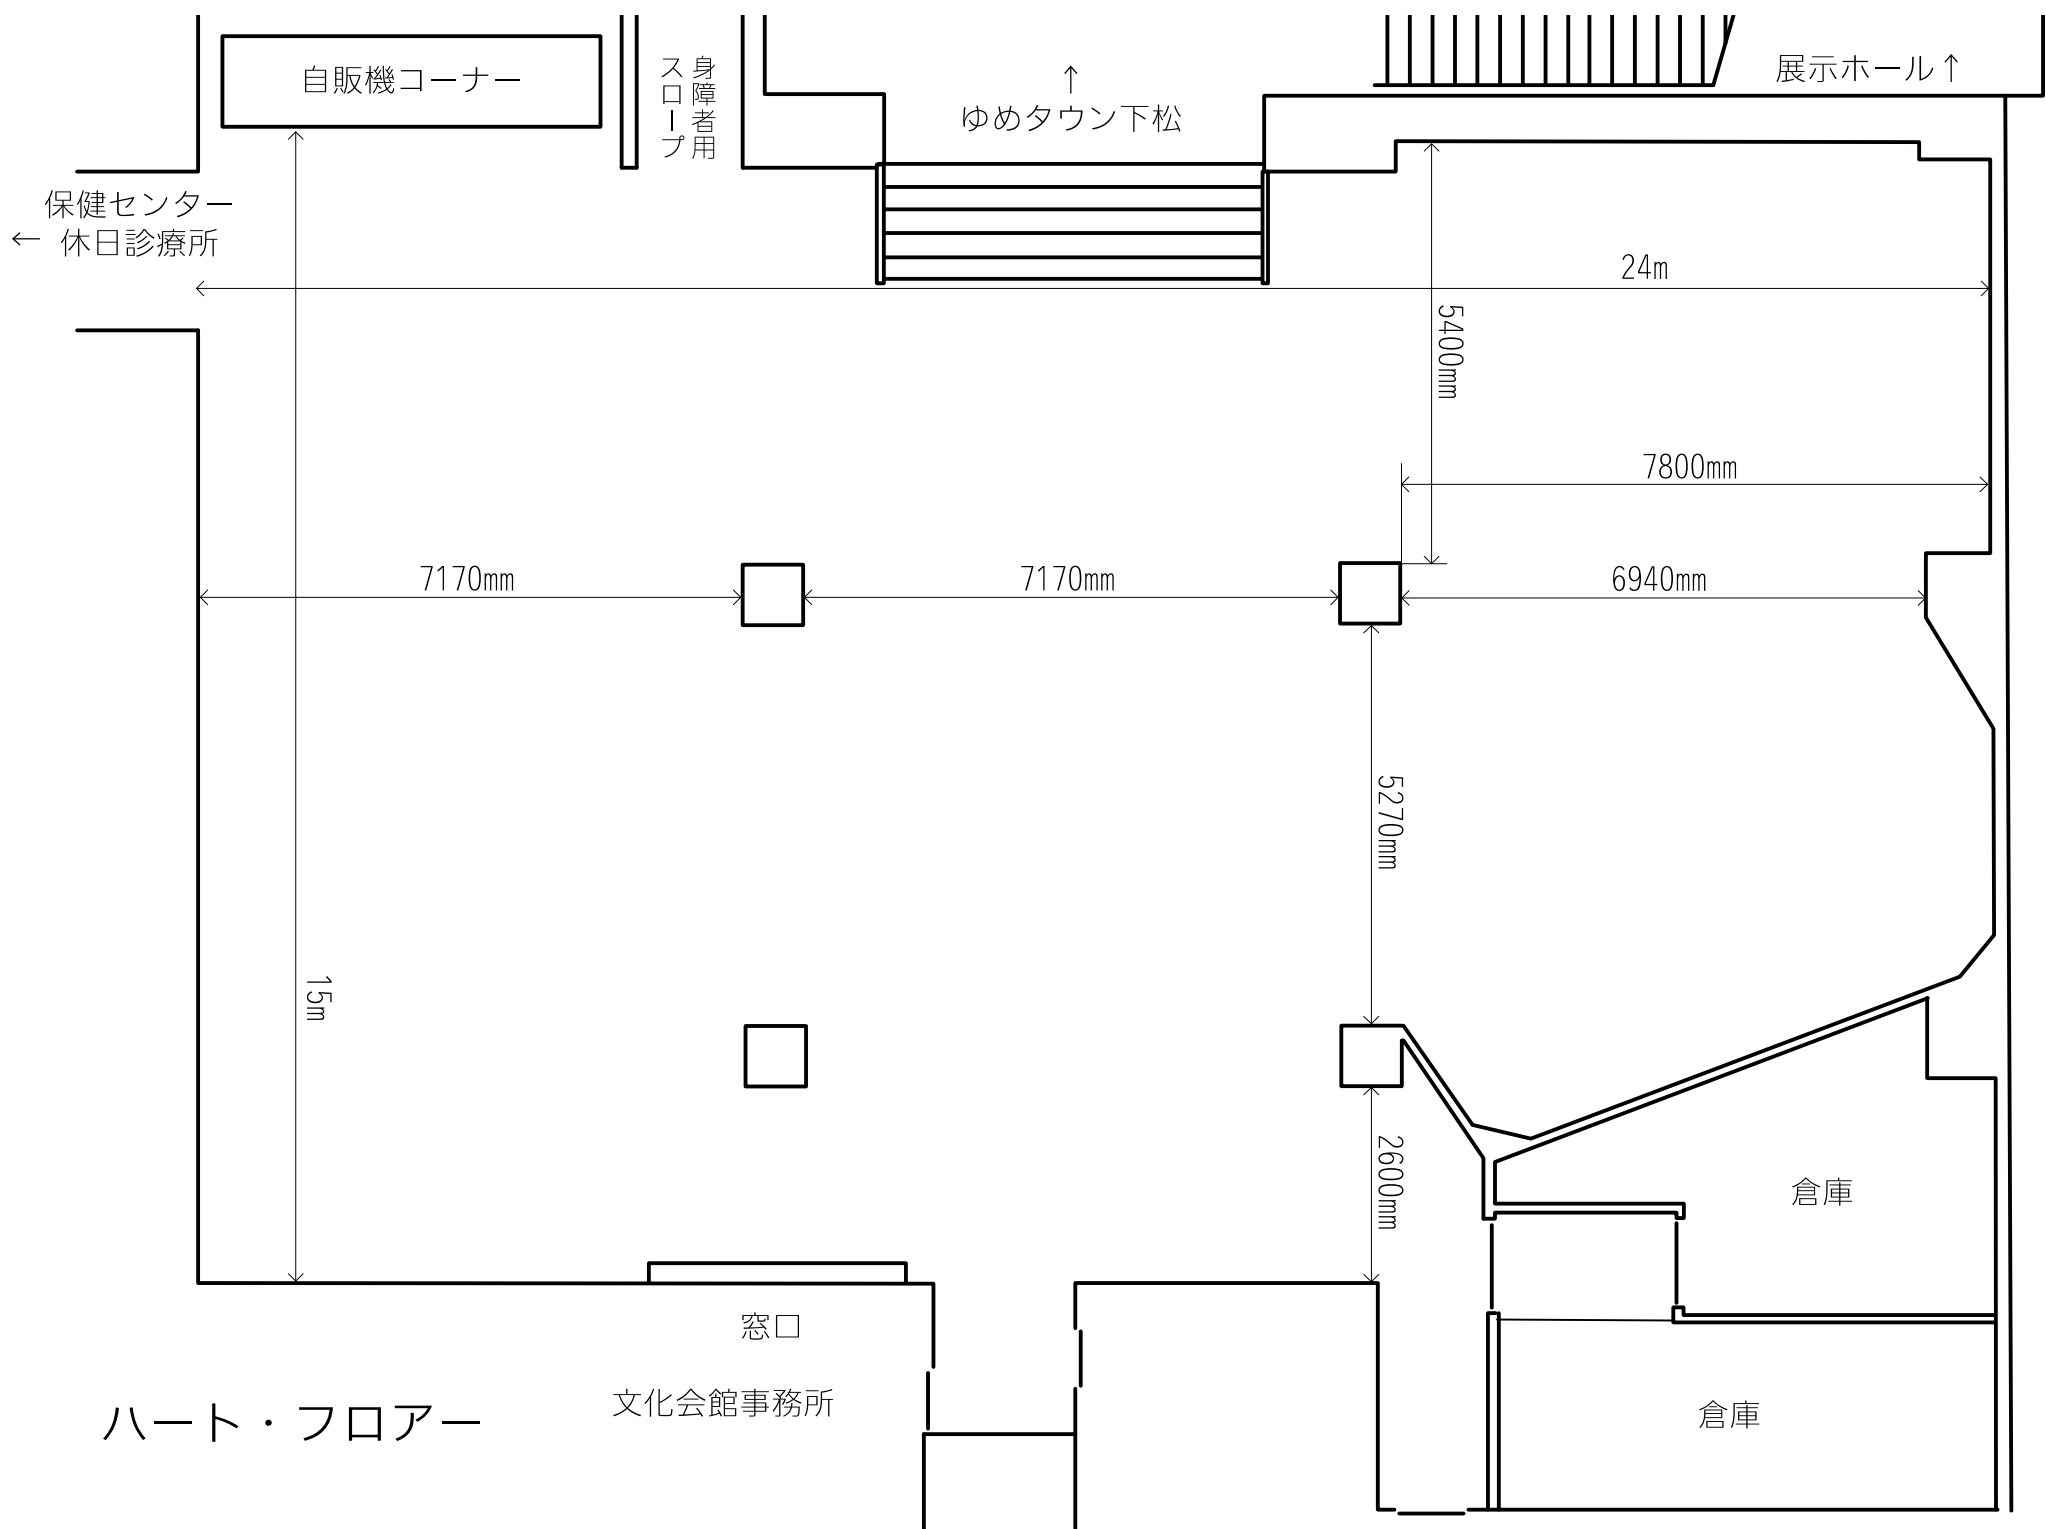 自販機コーナー
身障者用
スロープ
↑
ゆめタウン下松
展示ホール↑
保健センター
← 休日診療所
24m
5400mm
7800mm
7170mm
7170mm
6940mm
5270mm
15m
2600mm
倉庫
窓口
文化会館事務所
倉庫
ハート・フロアー